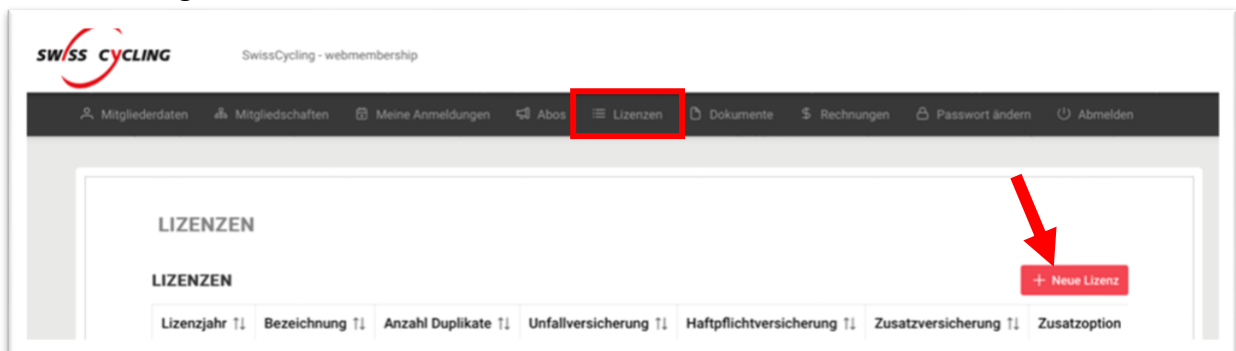 SWISS CYCLING SwissCycling - webmembership
Mitgliederdaten Mitgliedschaften Meine Anmeldungen Abos Lizenzen Dokumente $ Rechnungen Passwort ändern Abmelden
LIZENZEN
LIZENZEN + Neue Lizenz
Lizenzjahr ↑↓ Bezeichnung ↑↓ Anzahl Duplikate ↑↓ Unfallversicherung ↑↓ Haftpflichtversicherung ↑↓ Zusatzversicherung ↑↓ Zusatzoption